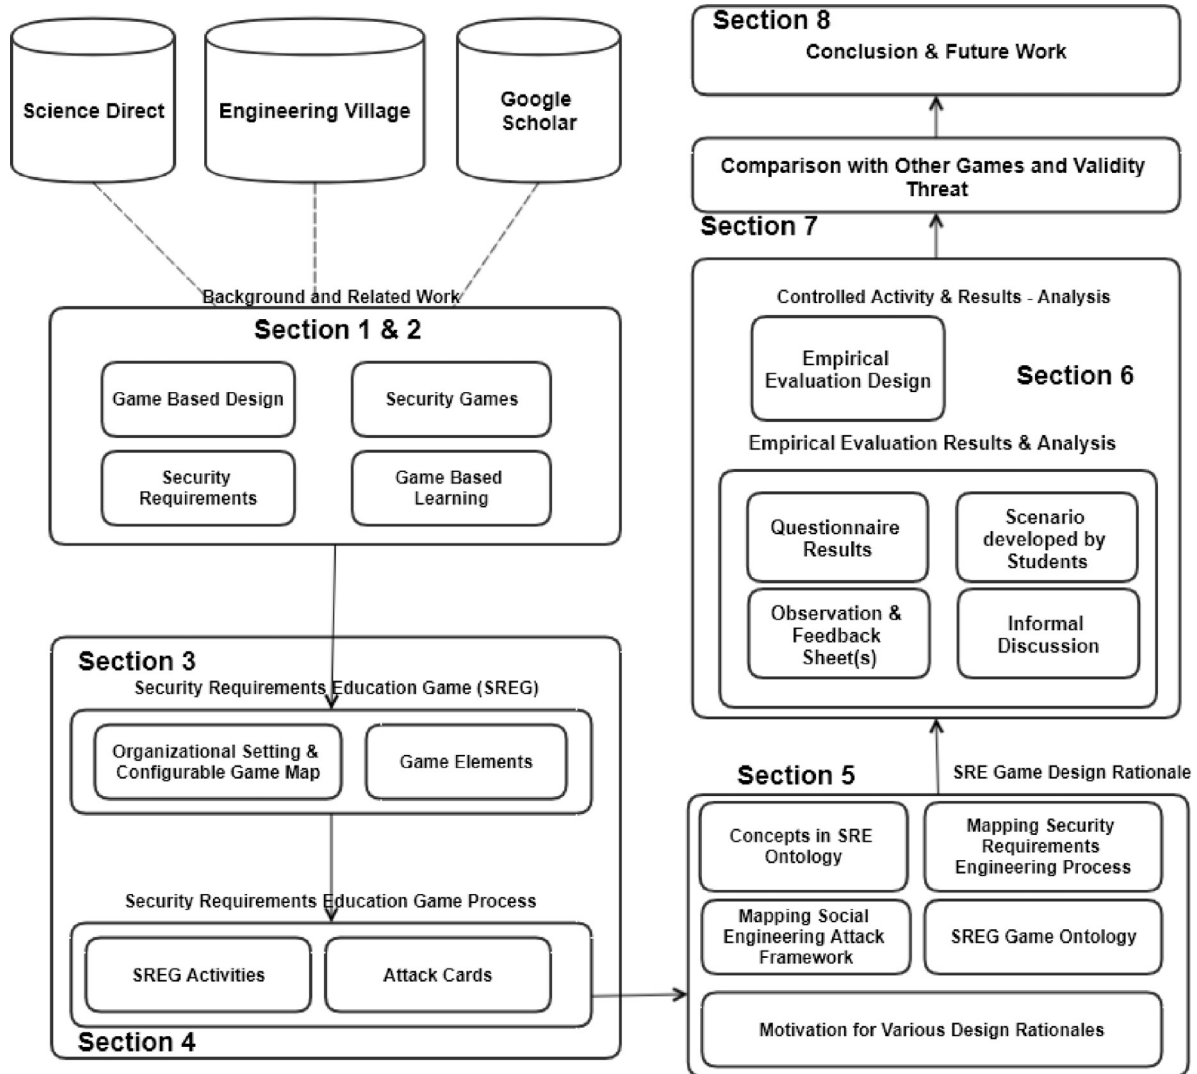 Science Direct
Engineering Village
Google
Scholar
Background and Related Work
Section 1 & 2
Game Based Design
Security Games
Security
Requirements
Game Based
Learning
Section 3
Security Requirements Education Game (SREG)
Organizational Setting &
Configurable Game Map
Game Elements
Security Requirements Education Game Process
SREG Activities
Attack Cards
Section 4
Section 8
Conclusion & Future Work
Comparison with Other Games and Validity
Threat
Section 7
Controlled Activity & Results - Analysis
Empirical
Evaluation Design
Section 6
Empirical Evaluation Results & Analysis
Questionnaire
Results
Scenario
developed by
Students
Observation &
Feedback
Sheet(s)
Informal
Discussion
Section 5
SRE Game Design Rationale
Concepts in SRE
Ontology
Mapping Security
Requirements
Engineering Process
Mapping Social
Engineering Attack
Framework
SREG Game Ontology
Motivation for Various Design Rationales